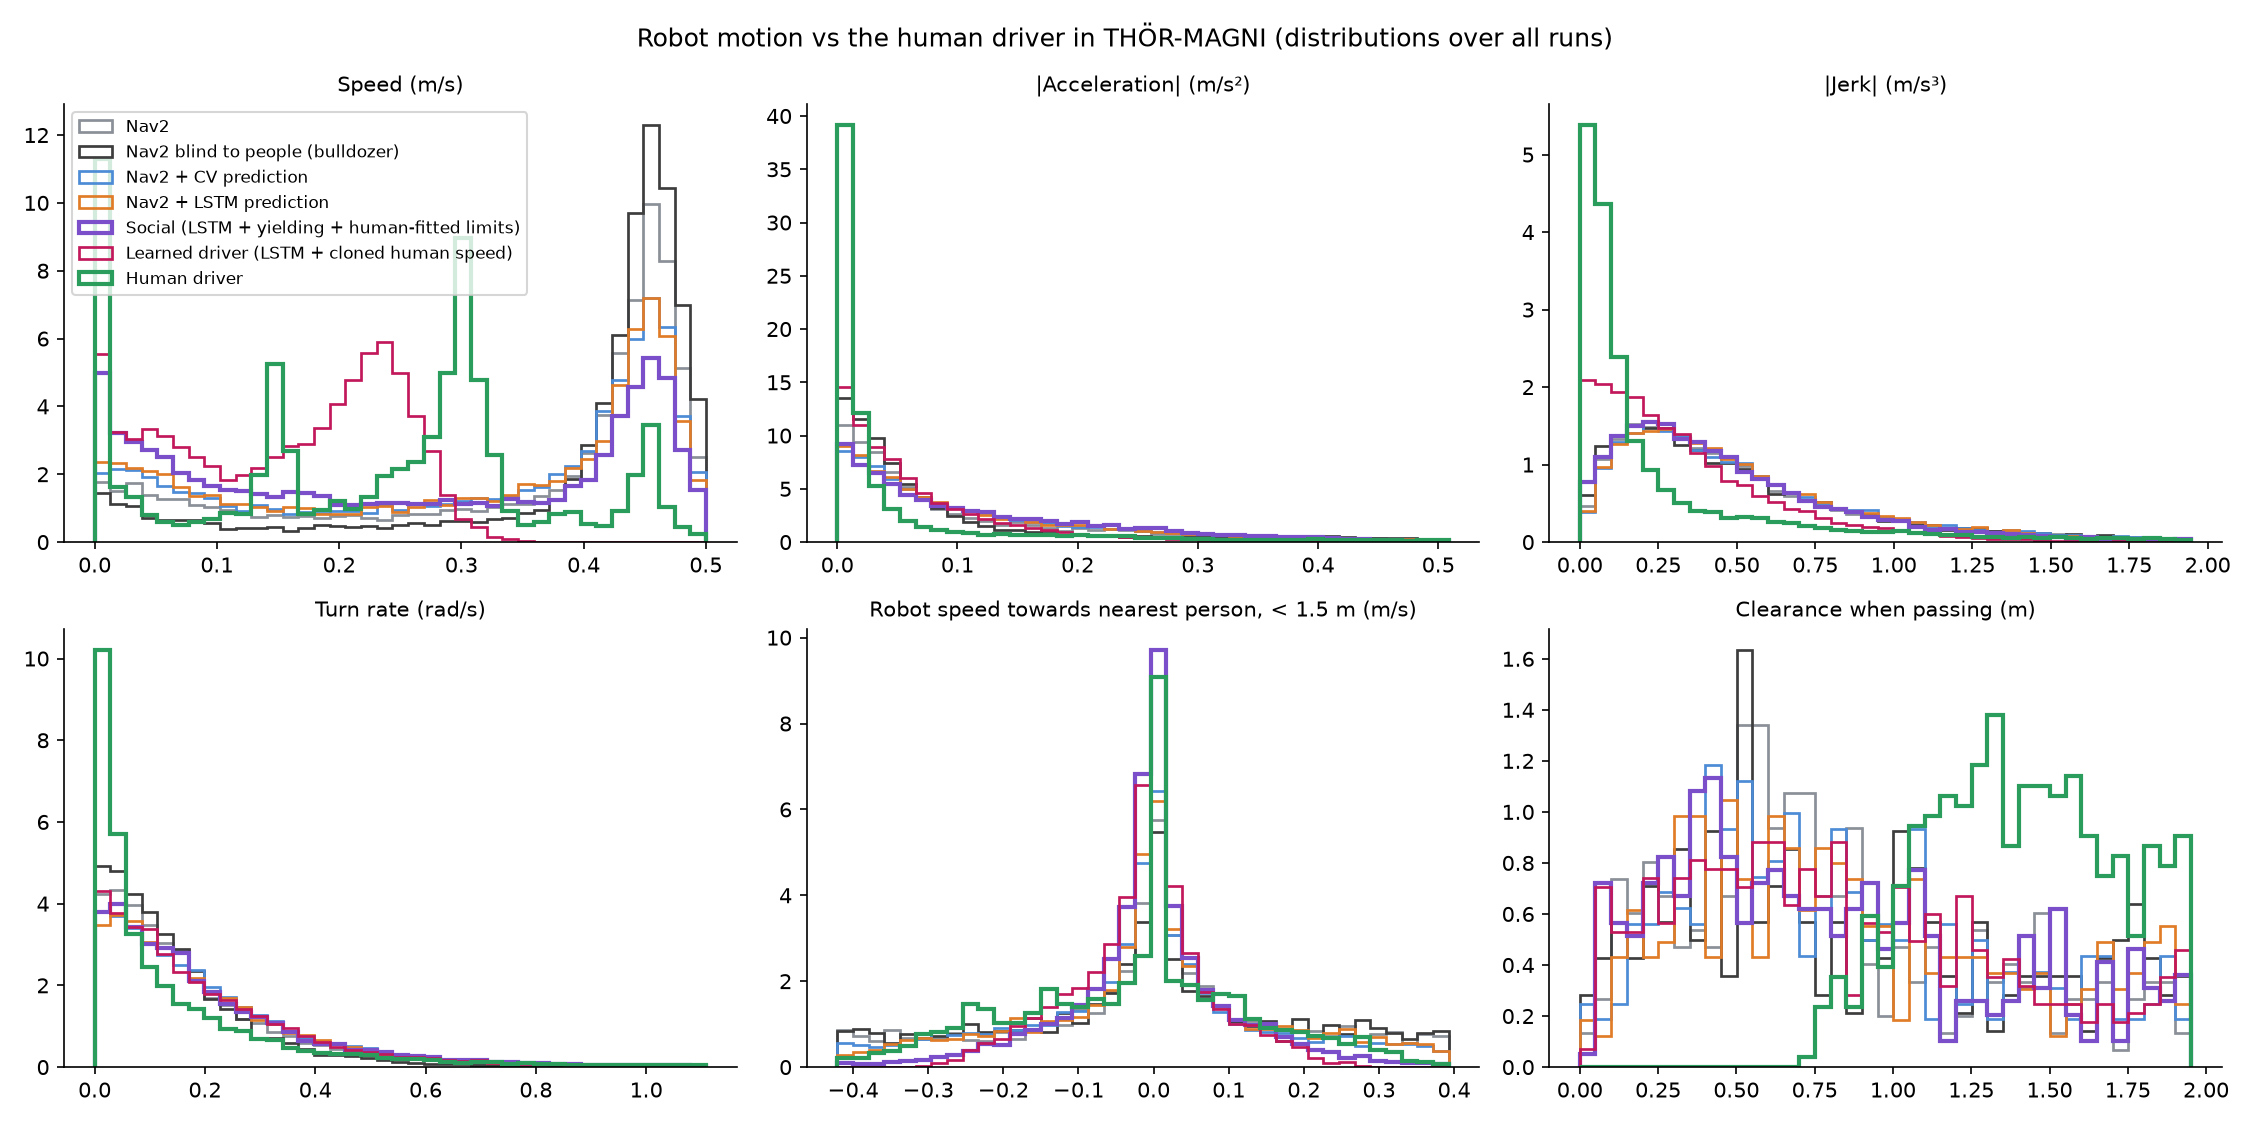 Robot motion vs the human driver in THÖR-MAGNI (distributions over all runs)
Speed (m/s)
|Acceleration| (m/s²)
|Jerk| (m/s³)
Nav2
Nav2 blind to people (bulldozer)
Nav2 + CV prediction
Nav2 + LSTM prediction
Social (LSTM + yielding + human-fitted limits)
Learned driver (LSTM + cloned human speed)
Human driver
12
10
8
6
4
2
0
0.0 0.1 0.2 0.3 0.4 0.5
40
35
30
25
20
15
10
5
0
0.0 0.1 0.2 0.3 0.4 0.5
5
4
3
2
1
0
0.00 0.25 0.50 0.75 1.00 1.25 1.50 1.75 2.00
Turn rate (rad/s)
Robot speed towards nearest person, < 1.5 m (m/s)
Clearance when passing (m)
10
8
6
4
2
0
0.0 0.2 0.4 0.6 0.8 1.0
10
8
6
4
2
0
−0.4 −0.3 −0.2 −0.1 0.0 0.1 0.2 0.3 0.4
1.6
1.4
1.2
1.0
0.8
0.6
0.4
0.2
0.0
0.00 0.25 0.50 0.75 1.00 1.25 1.50 1.75 2.00